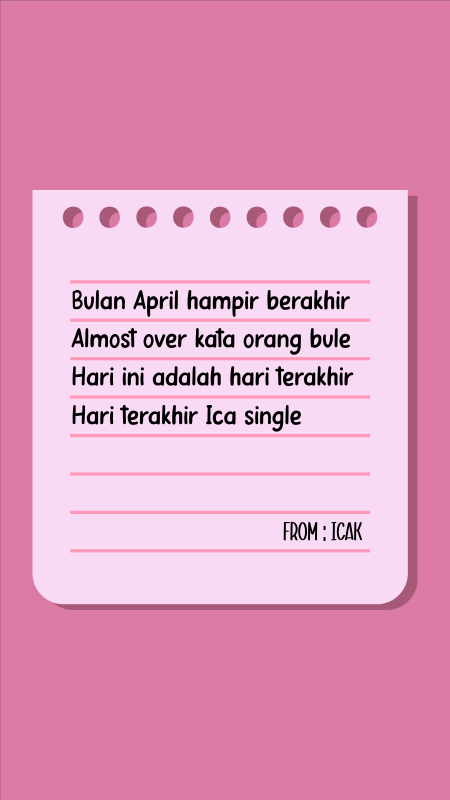 Bulan April hampir berakhir
Almost over kata orang bule
Hari ini adalah hari terakhir
Hari terakhir Ica single
FROM : ICAK